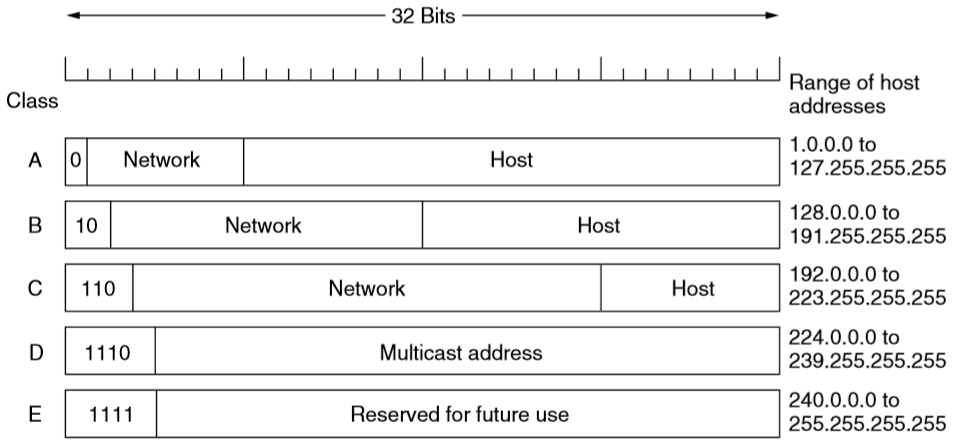 32 Bits
Class
Range of host
addresses
A 0 Network Host 1.0.0.0 to
127.255.255.255
B 10 Network Host 128.0.0.0 to
191.255.255.255
C 110 Network Host 192.0.0.0 to
223.255.255.255
D 1110 Multicast address 224.0.0.0 to
239.255.255.255
E 1111 Reserved for future use 240.0.0.0 to
255.255.255.255